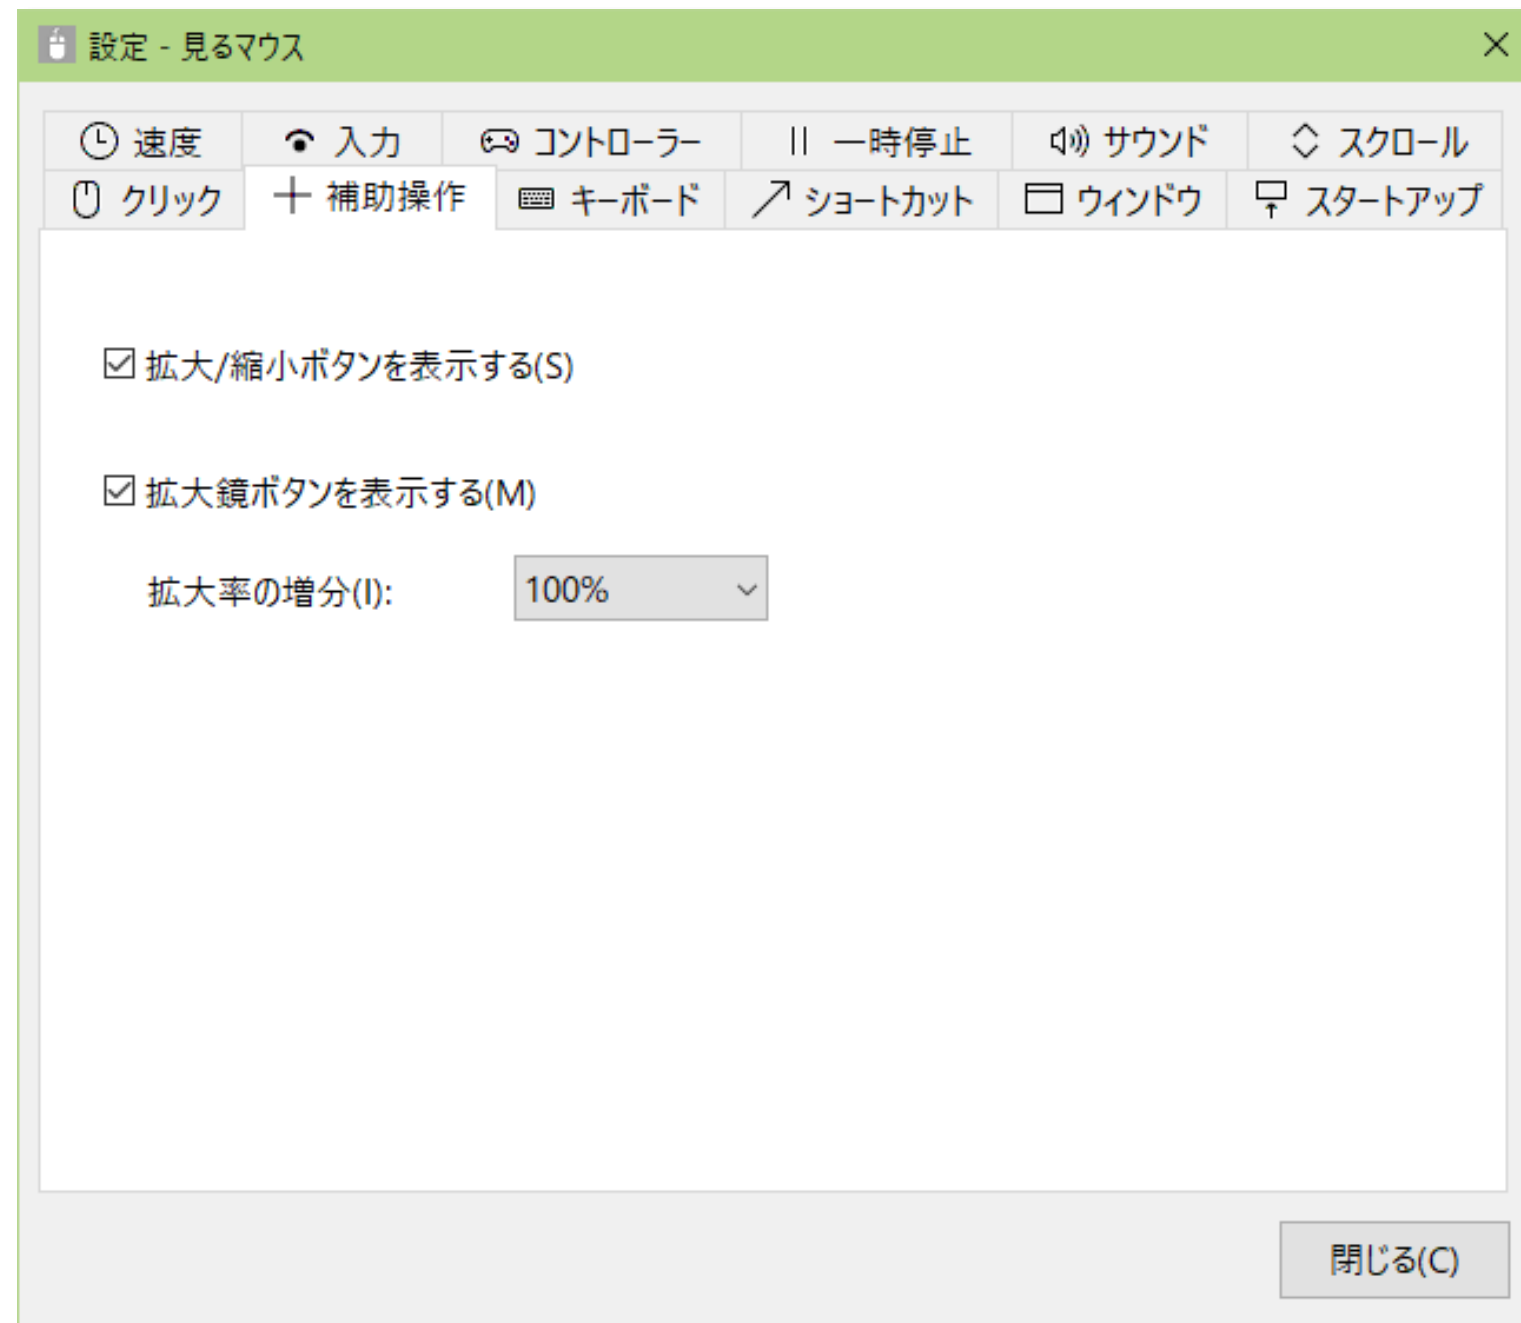 設定 - 見るマウス
速度 入力 コントローラー 一時停止 サウンド スクロール
クリック 補助操作 キーボード ショートカット ウィンドウ スタートアップ
拡大/縮小ボタンを表示する(S)
拡大鏡ボタンを表示する(M)
拡大率の増分(I): 100%
閉じる(C)